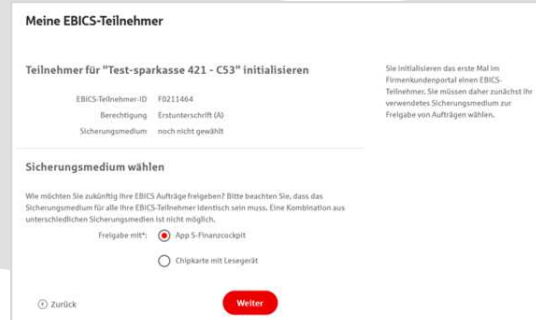 Meine EBICS-Teilnehmer
Teilnehmer für "Test-sparkasse 421 - C53" initialisieren
EBICS-Teilnehmer-ID F0211464
Berechtigung Erstunterschrift (A)
Sicherungsmedium noch nicht gewählt
Sie initialisieren das erste Mal im
Firmenkundenportal einen EBICS-
Teilnehmer. Sie müssen daher zunächst Ihr
verwendetes Sicherungsmedium zur
Freigabe von Aufträgen wählen.
Sicherungsmedium wählen
Wie möchten Sie zukünftig Ihre EBICS Aufträge freigeben? Bitte beachten Sie, dass das
Sicherungsmedium für alle Ihre EBICS-Teilnehmer identisch sein muss. Eine Kombination aus
unterschiedlichen Sicherungsmedien ist nicht möglich.
Freigabe mit*: App S-Finanzcockpit
Chipkarte mit Lesegerät
Zurück
Weiter